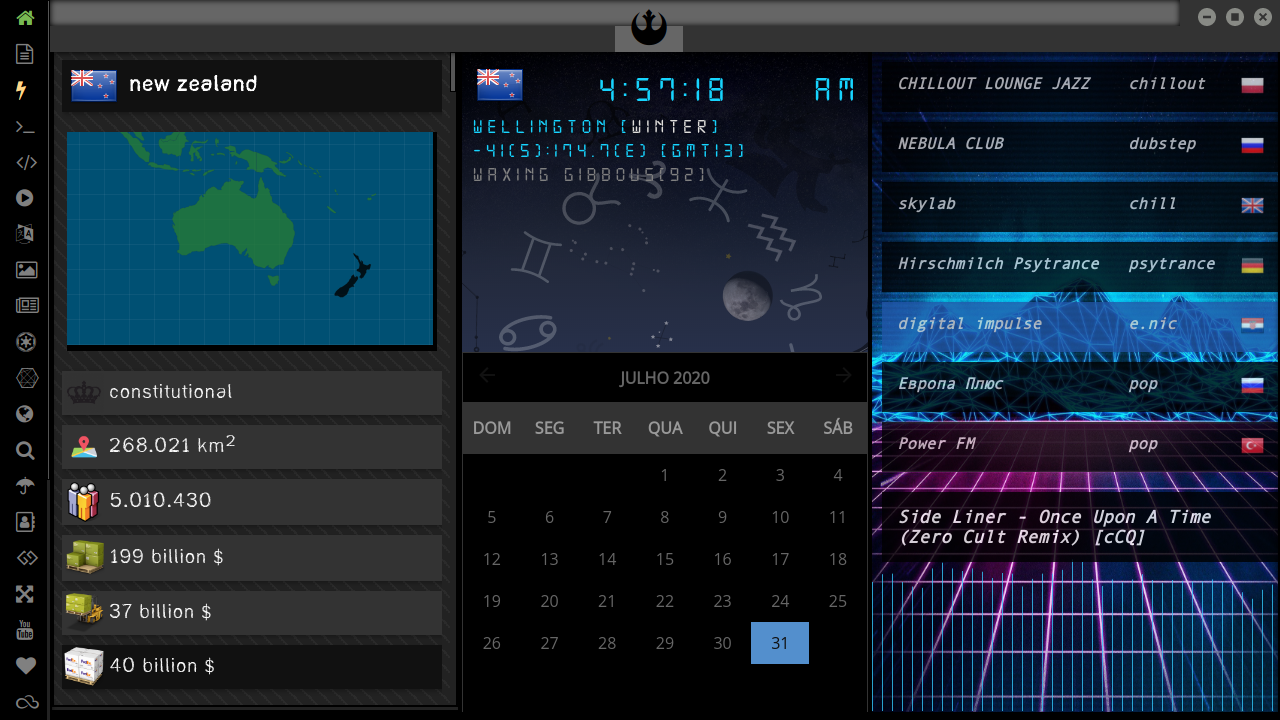 new zealand
constitutional
268.021 km²
5.010.430
199 billion $
37 billion $
40 billion $
4:57:18 AM
WELLINGTON [WINTER]
-41(S):174.7(E) [GMT13]
WAXING GIBBOUS[92]
JULHO 2020
DOM SEG TER QUA QUI SEX SÁB
1 2 3 4
5 6 7 8 9 10 11
12 13 14 15 16 17 18
19 20 21 22 23 24 25
26 27 28 29 30 31
CHILLOUT LOUNGE JAZZ chillout
NEBULA CLUB dubstep
skylab chill
Hirschmilch Psytrance psytrance
digital impulse e.nic
Европа Плюс pop
Power FM pop
Side Liner - Once Upon A Time
(Zero Cult Remix) [cCQ]
You
Tube